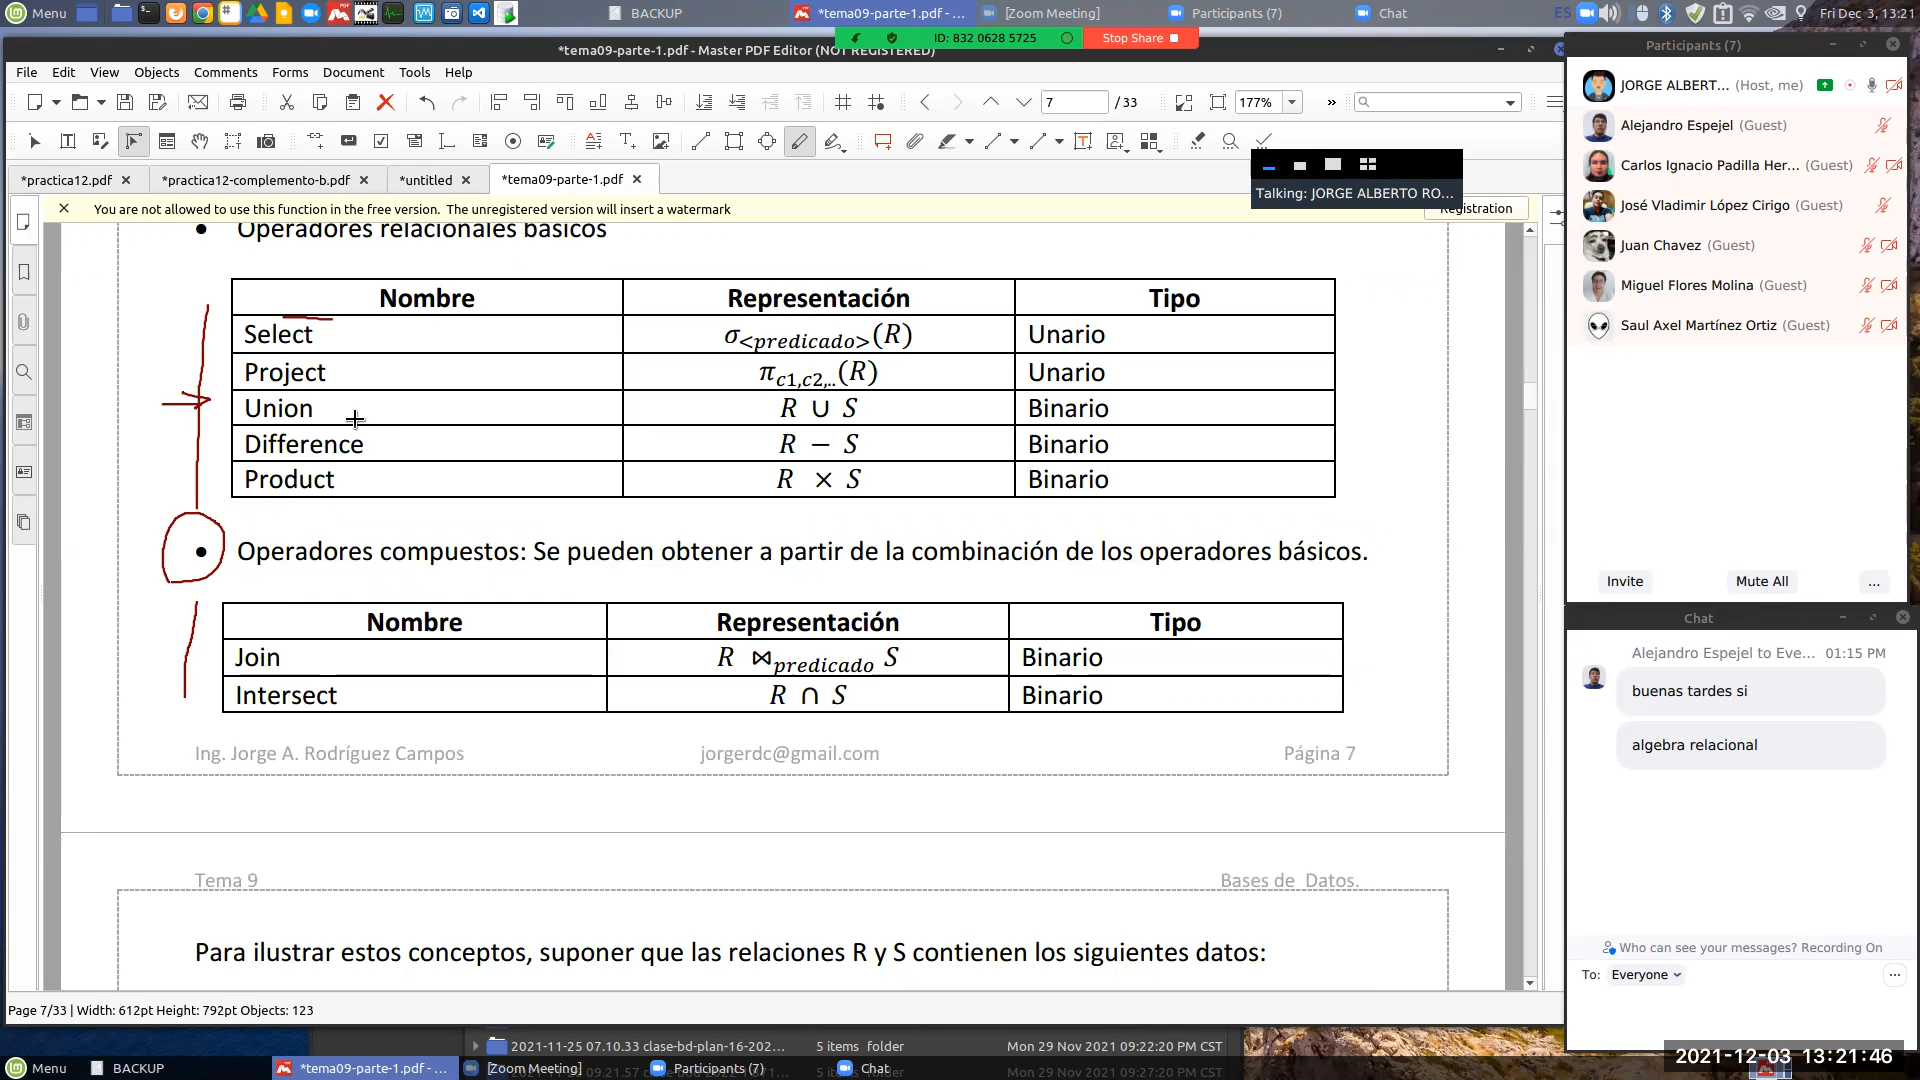 Menu
BACKUP
*tema09-parte-1.pdf - ...
[Zoom Meeting]
Participants (7)
Chat
ES
Fri Dec 3, 13:21
*tema09-parte-1.pdf - Master PDF Editor (NOT REGISTERED)
ID: 832 0628 5725
Stop Share
File Edit View Objects Comments Forms Document Tools Help
7 / 33
177%
*practica12.pdf
*practica12-complemento-b.pdf
*untitled
*tema09-parte-1.pdf
Talking: JORGE ALBERTO RO...
You are not allowed to use this function in the free version. The unregistered version will insert a watermark
Registration
• Operadores relacionales básicos
Nombre Representación Tipo
Select σ<predicado>(R) Unario
Project πc1,c2,..(R) Unario
Union R ∪ S Binario
Difference R − S Binario
Product R × S Binario
• Operadores compuestos: Se pueden obtener a partir de la combinación de los operadores básicos.
Nombre Representación Tipo
Join R ⋈predicado S Binario
Intersect R ∩ S Binario
Ing. Jorge A. Rodríguez Campos jorgerdc@gmail.com Página 7
Tema 9 Bases de Datos.
Para ilustrar estos conceptos, suponer que las relaciones R y S contienen los siguientes datos:
Page 7/33 | Width: 612pt Height: 792pt Objects: 123
Participants (7)
JORGE ALBERT... (Host, me)
Alejandro Espejel (Guest)
Carlos Ignacio Padilla Her... (Guest)
José Vladimir López Cirigo (Guest)
Juan Chavez (Guest)
Miguel Flores Molina (Guest)
Saul Axel Martínez Ortiz (Guest)
Invite
Mute All
...
Chat
Alejandro Espejel to Eve... 01:15 PM
buenas tardes si
algebra relacional
Who can see your messages? Recording On
To: Everyone
2021-11-25 07.10.33 clase-bd-plan-16-202... 5 items folder Mon 29 Nov 2021 09:22:20 PM CST
Menu
BACKUP
*tema09-parte-1.pdf - ...
[Zoom Meeting]
Participants (7)
Chat
2021-12-03 13:21:46